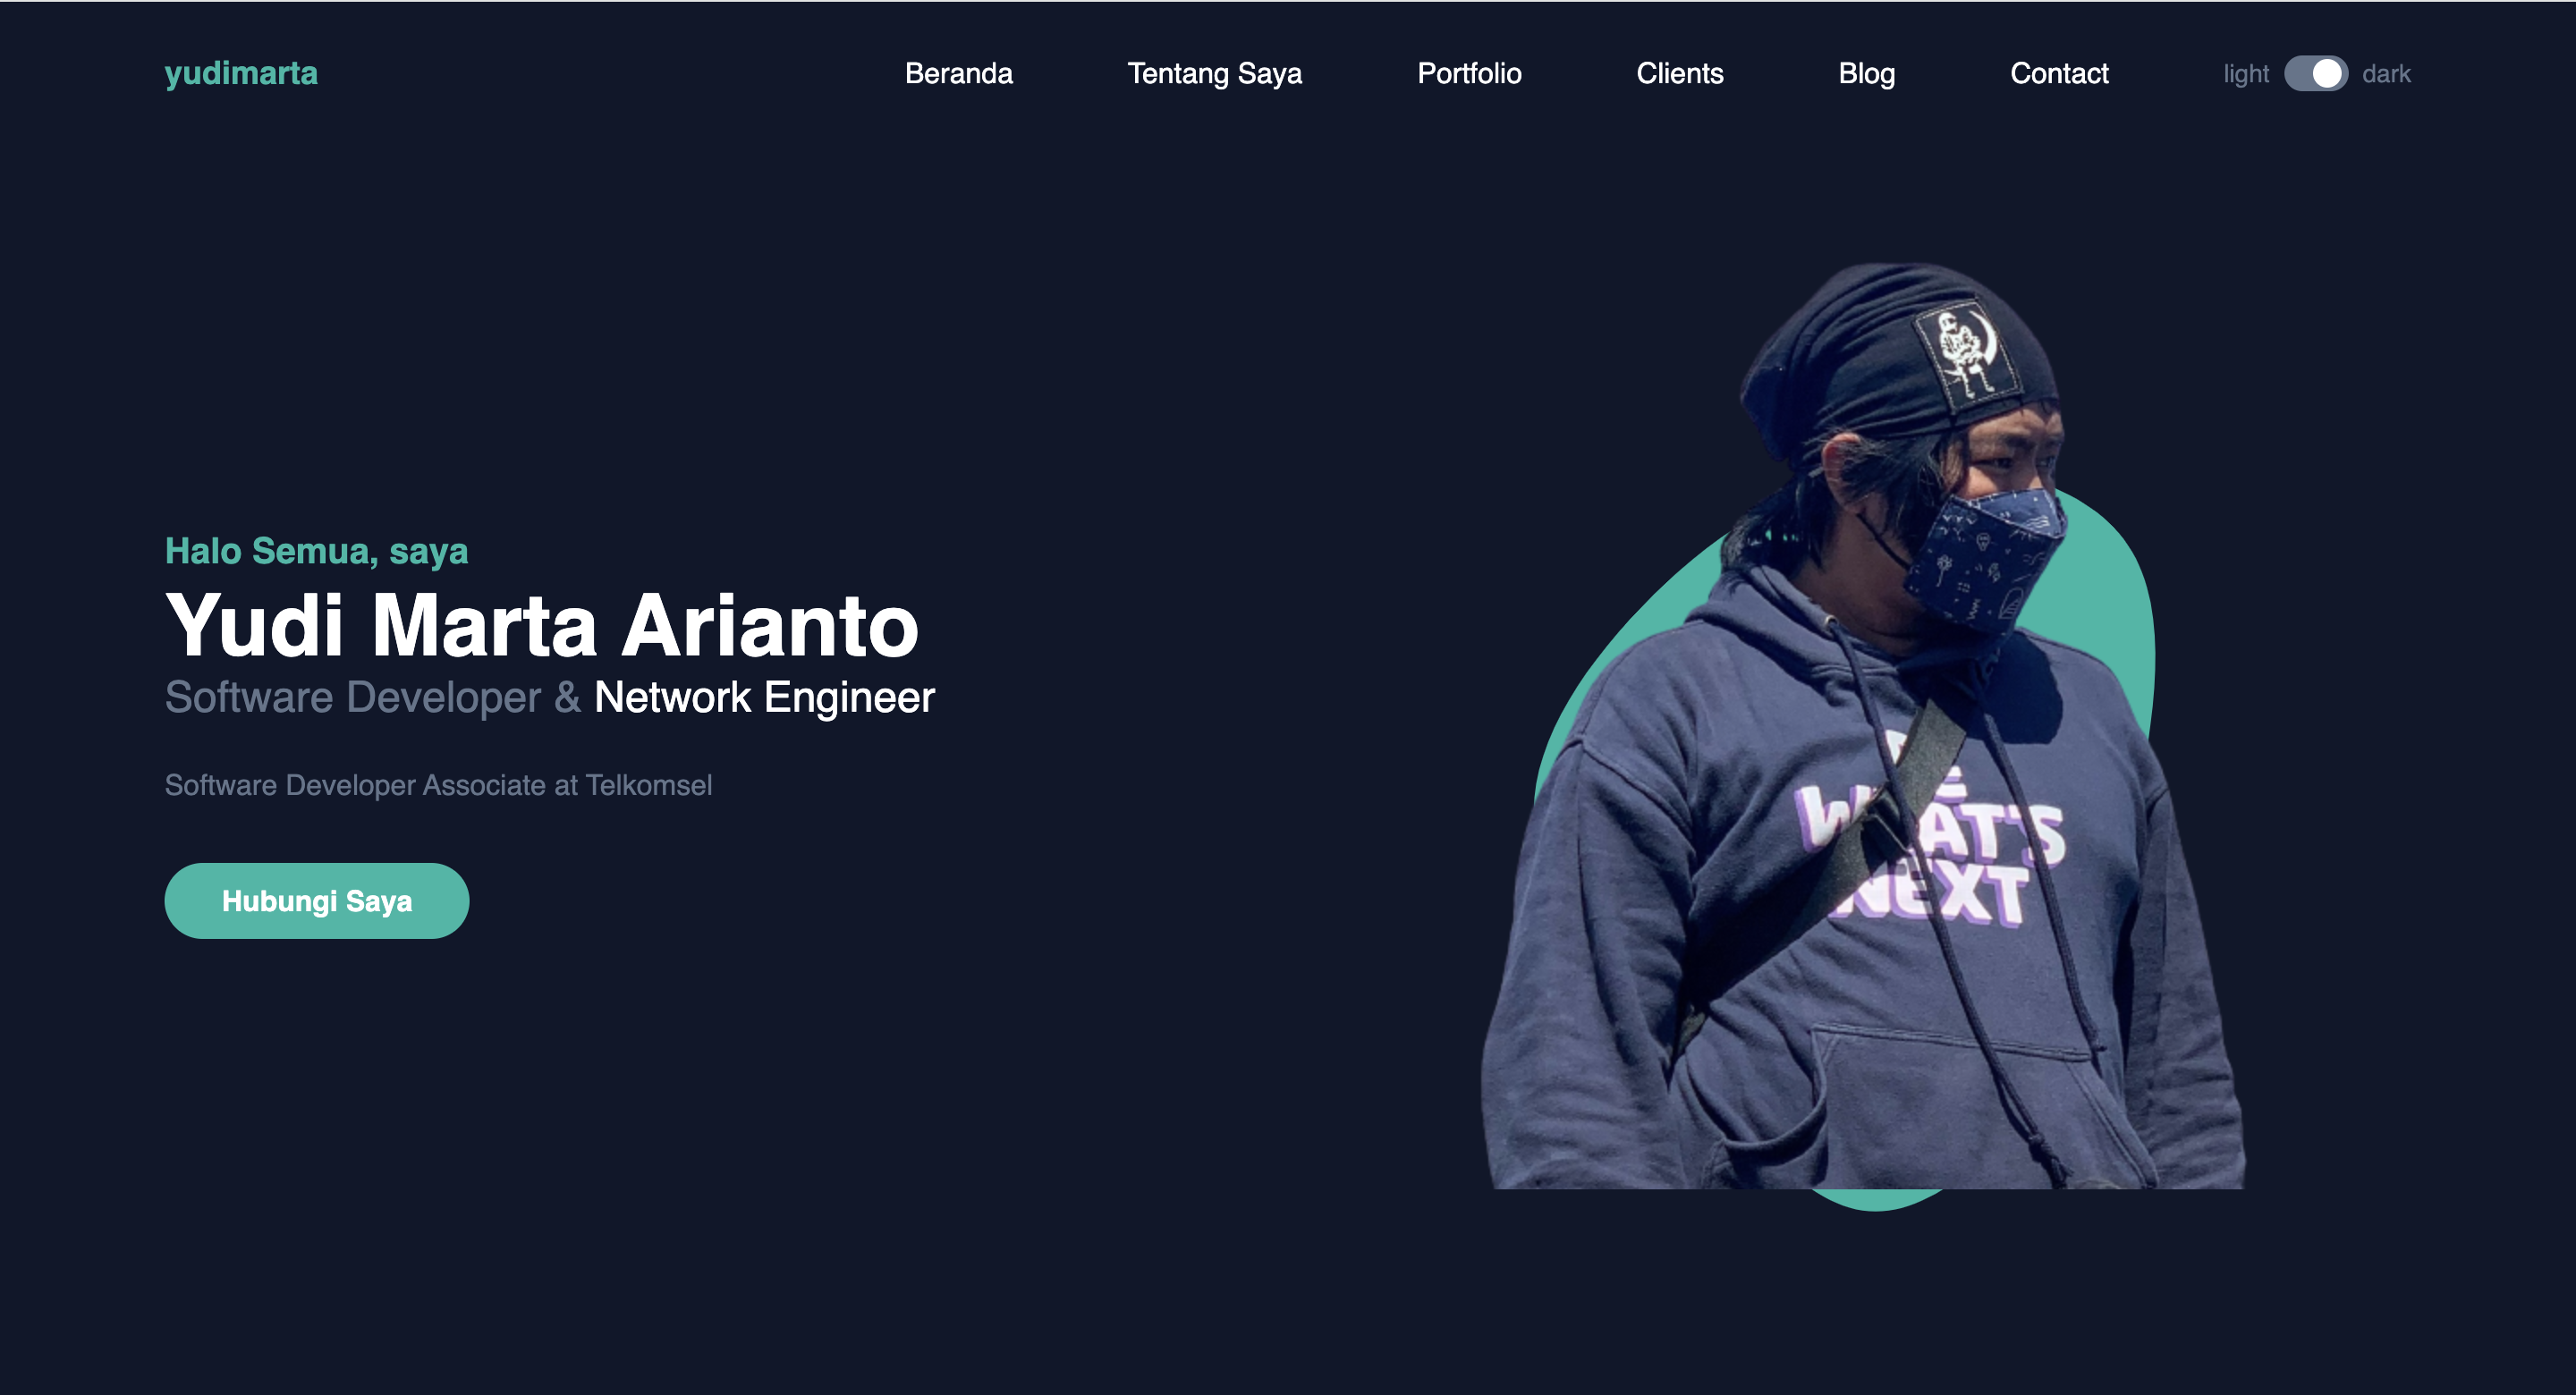 yudimarta
Beranda
Tentang Saya
Portfolio
Clients
Blog
Contact
light
dark
Halo Semua, saya
Yudi Marta Arianto
Software Developer & Network Engineer
Software Developer Associate at Telkomsel
Hubungi Saya
NEXT